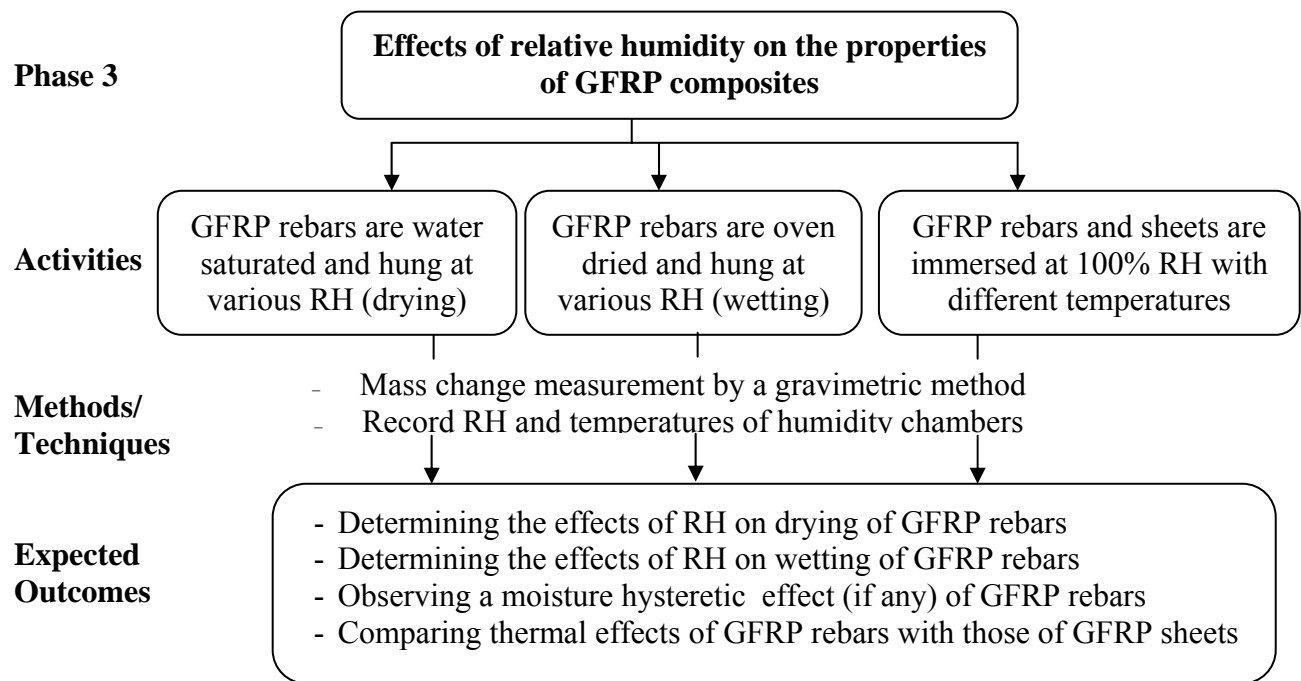 Effects of relative humidity on the properties
of GFRP composites
Phase 3
Activities
GFRP rebars are water
saturated and hung at
various RH (drying)
GFRP rebars are oven
dried and hung at
various RH (wetting)
GFRP rebars and sheets are
immersed at 100% RH with
different temperatures
Methods/
Techniques
- Mass change measurement by a gravimetric method
- Record RH and temperatures of humidity chambers
Expected
Outcomes
- Determining the effects of RH on drying of GFRP rebars
- Determining the effects of RH on wetting of GFRP rebars
- Observing a moisture hysteretic effect (if any) of GFRP rebars
- Comparing thermal effects of GFRP rebars with those of GFRP sheets